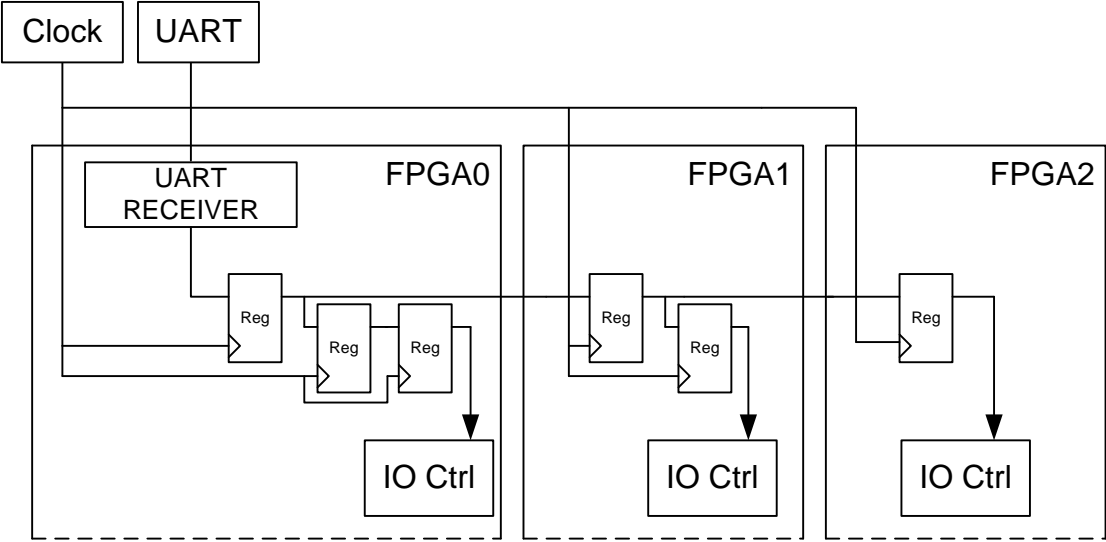 Clock
UART
FPGA0
FPGA1
FPGA2
UART
RECEIVER
Reg
Reg
Reg
Reg
Reg
Reg
IO Ctrl
IO Ctrl
IO Ctrl